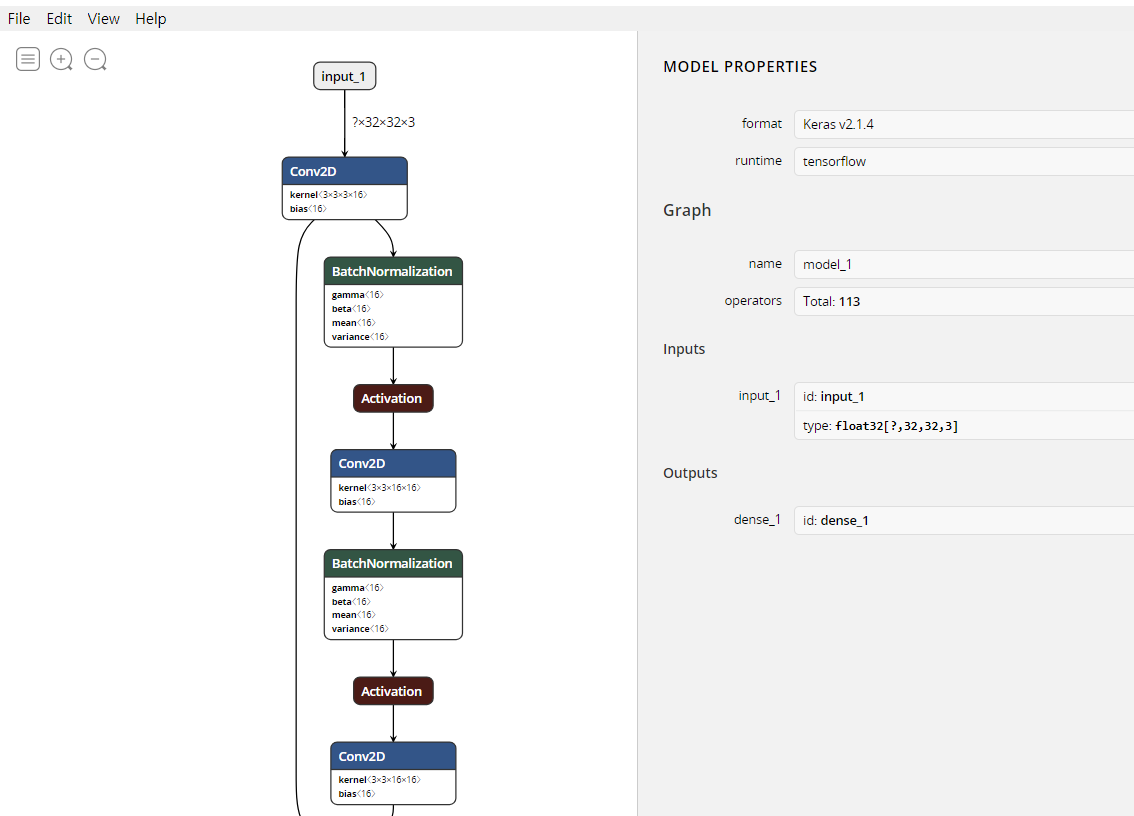 File Edit View Help
input_1
?×32×32×3
Conv2D
kernel⟨3×3×3×16⟩
bias⟨16⟩
BatchNormalization
gamma⟨16⟩
beta⟨16⟩
mean⟨16⟩
variance⟨16⟩
Activation
Conv2D
kernel⟨3×3×16×16⟩
bias⟨16⟩
BatchNormalization
gamma⟨16⟩
beta⟨16⟩
mean⟨16⟩
variance⟨16⟩
Activation
Conv2D
kernel⟨3×3×16×16⟩
bias⟨16⟩
MODEL PROPERTIES
format Keras v2.1.4
runtime tensorflow
Graph
name model_1
operators Total: 113
Inputs
input_1 id: input_1
type: float32[?,32,32,3]
Outputs
dense_1 id: dense_1